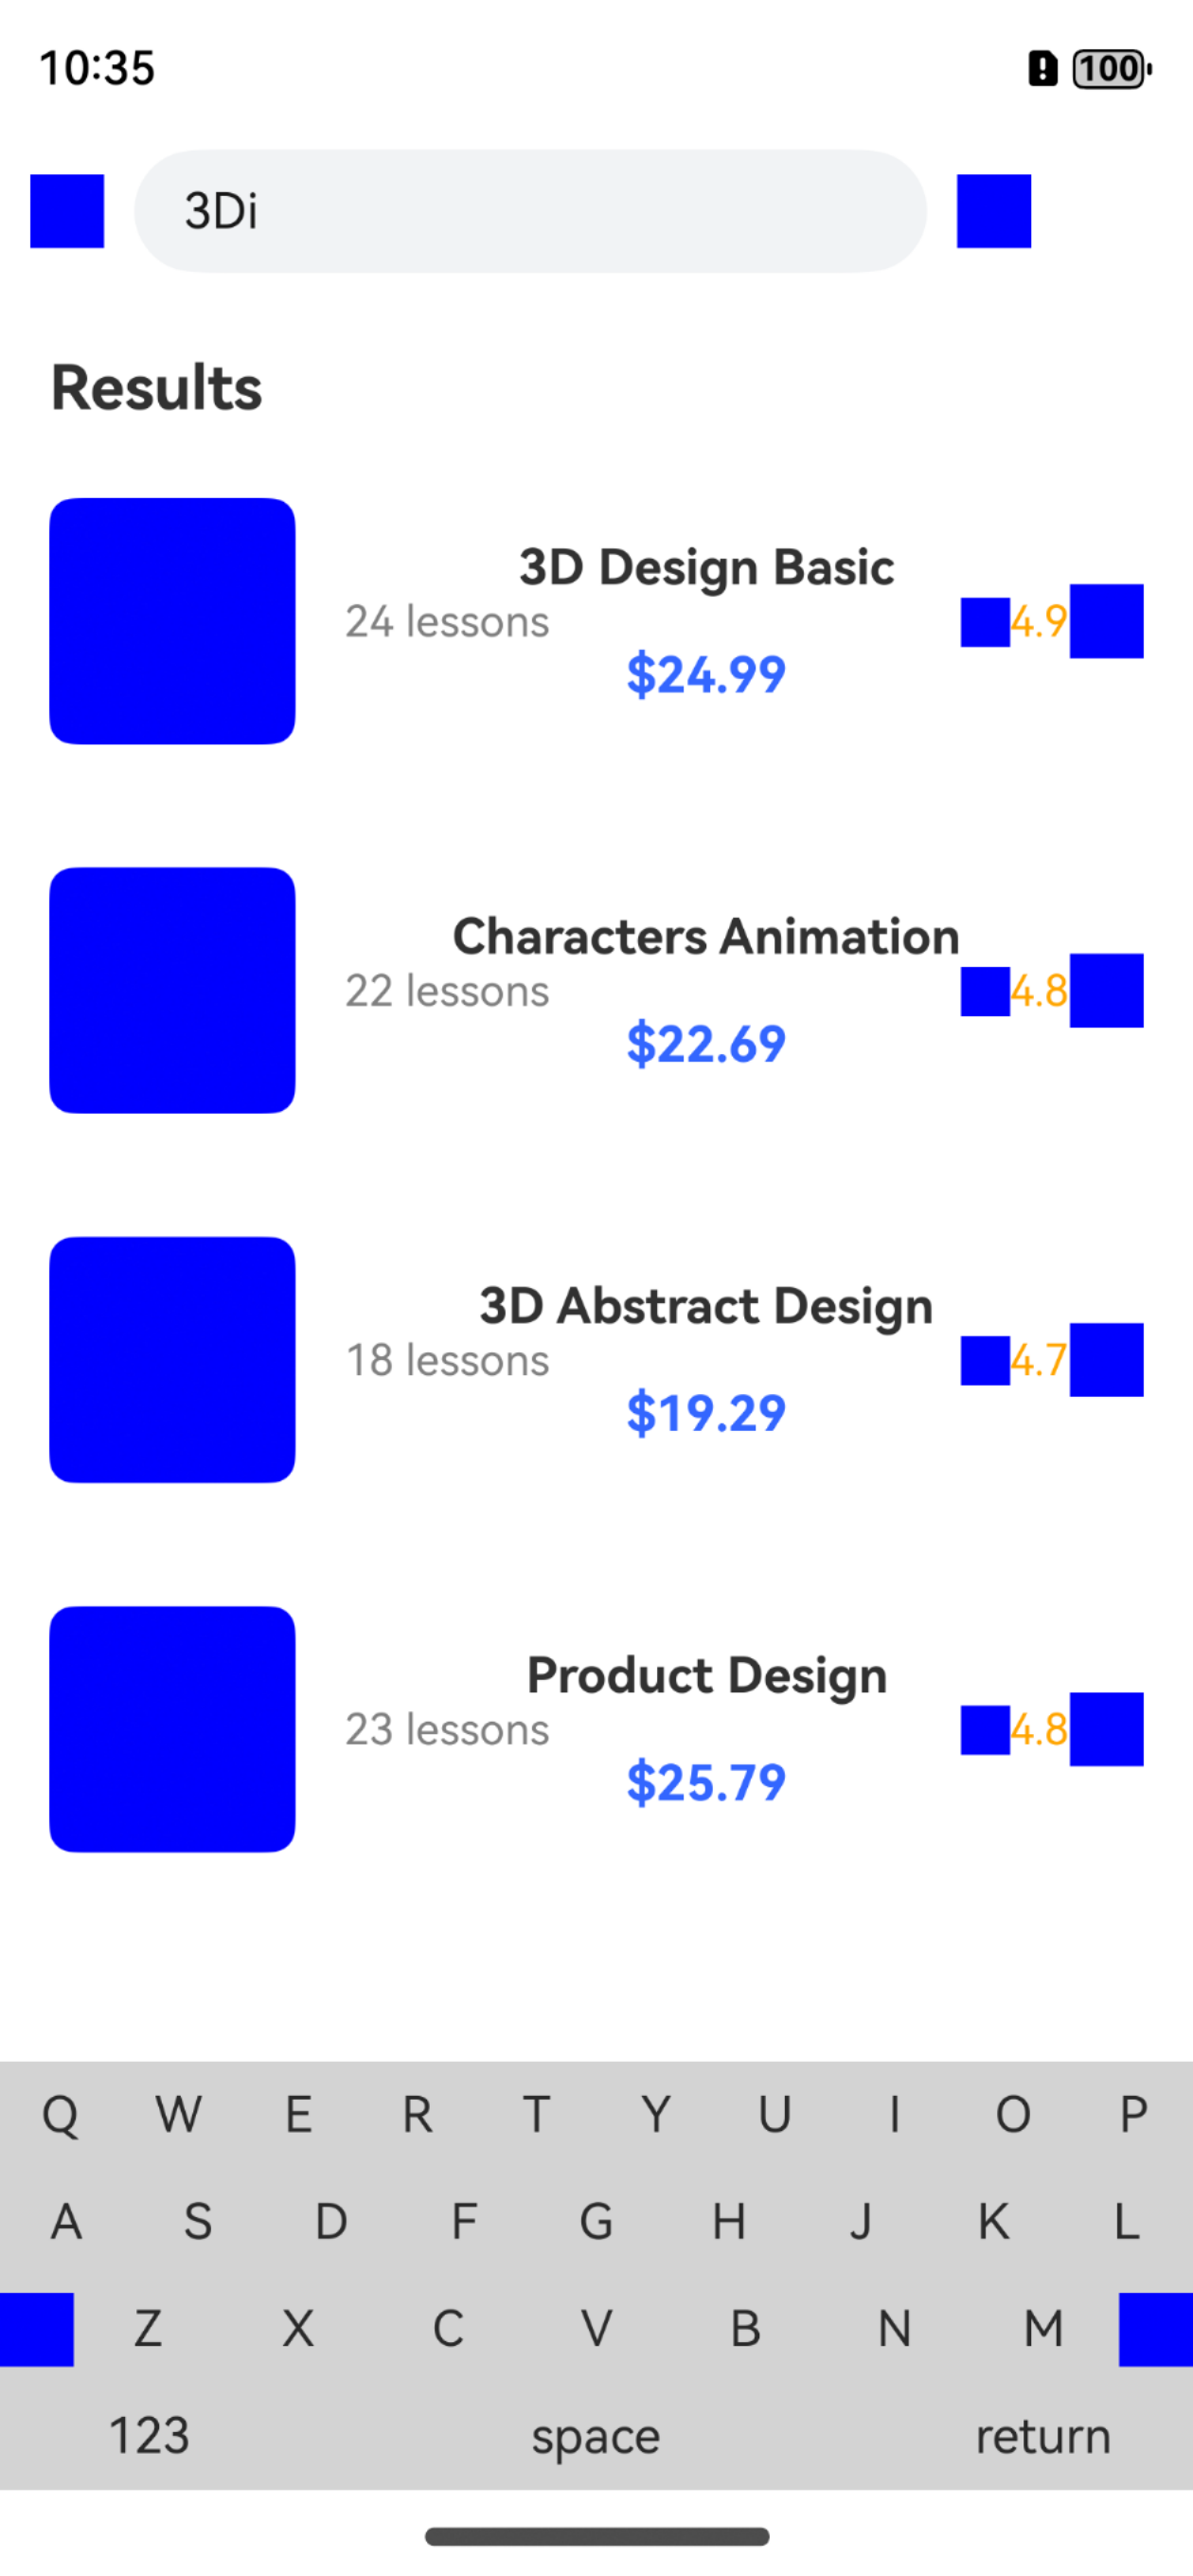 10:35
100
3Di
Results
3D Design Basic
24 lessons
4.9
$24.99
Characters Animation
22 lessons
4.8
$22.69
3D Abstract Design
18 lessons
4.7
$19.29
Product Design
23 lessons
4.8
$25.79
Q W E R T Y U I O P
A S D F G H J K L
Z X C V B N M
123 space return